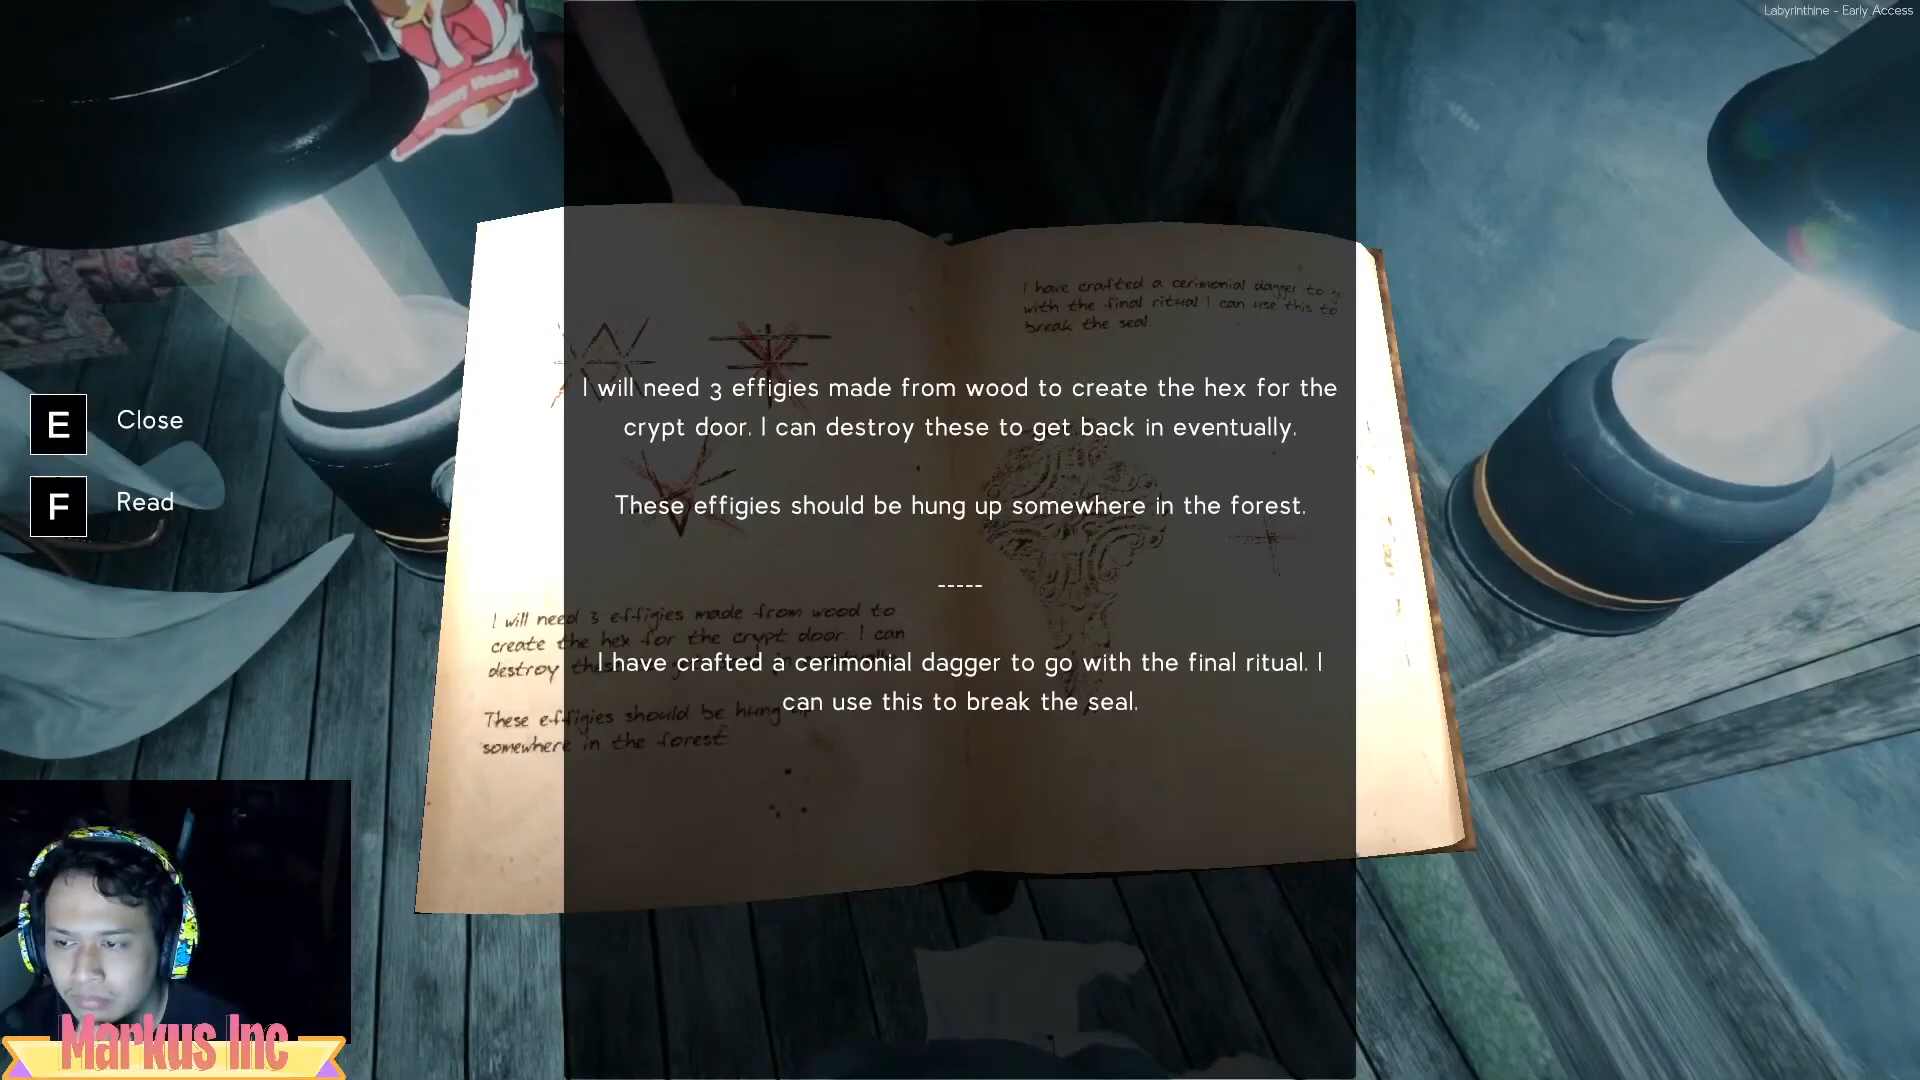 Labyrinthine - Early Access
I have crafted a cerimonial dagger to
with the final ritual I can use this to
break the seal
I will need 3 effigies made from wood to create the hex for the
crypt door. I can destroy these to get back in eventually.
These effigies should be hung up somewhere in the forest.
-----
I have crafted a cerimonial dagger to go with the final ritual. I
can use this to break the seal.
E Close
F Read
I will need 3 effigies made from wood to
create the hex for the crypt door. I can
destroy
These effigies should be hung
somewhere in the forest
Markus Inc